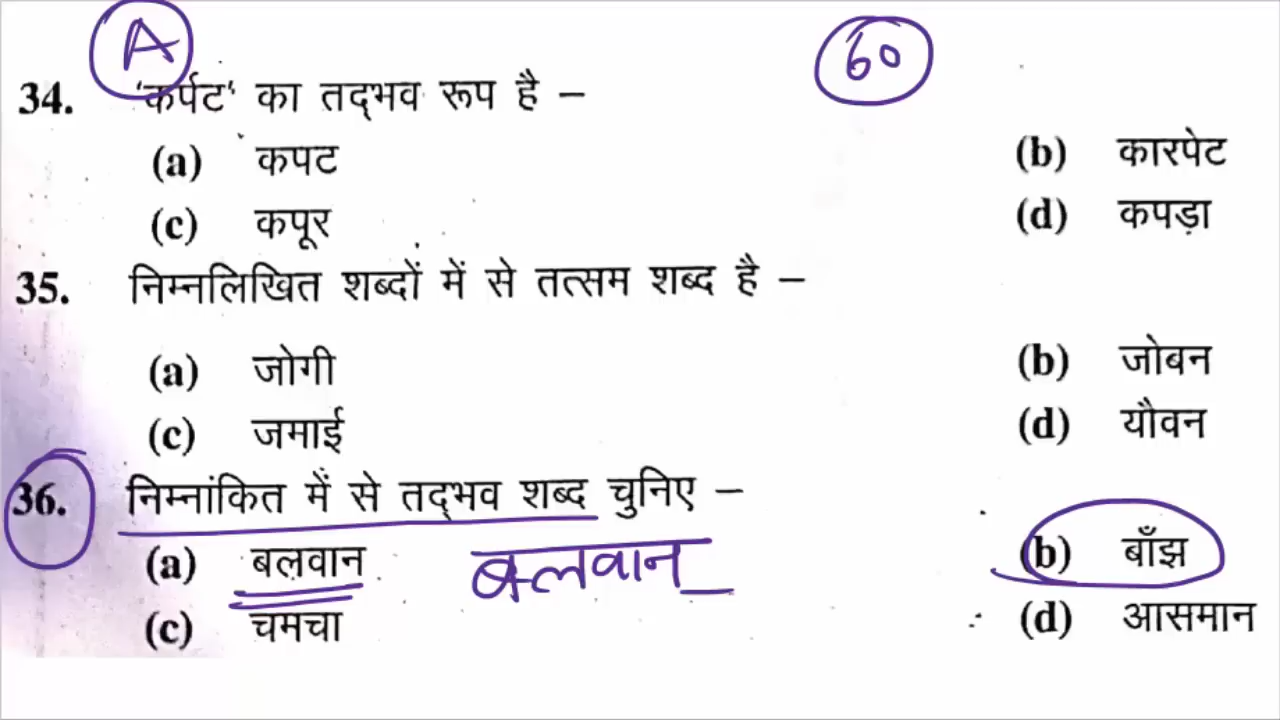 A
60
34. 'कर्पट' का तद्भव रूप है –
(a) कपट (b) कारपेट
(c) कपूर (d) कपड़ा
35. निम्नलिखित शब्दों में से तत्सम शब्द है –
(a) जोगी (b) जोबन
(c) जमाई (d) यौवन
36. निम्नांकित में से तद्भव शब्द चुनिए –
(a) बलवान बलवान (b) बाँझ
(c) चमचा (d) आसमान